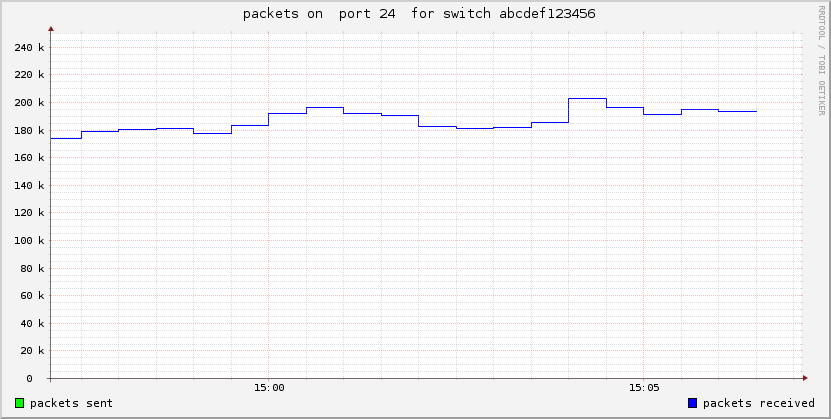 packets on  port 24  for switch abcdef123456
RRDTOOL / TOBI OETIKER
240 k
220 k
200 k
180 k
160 k
140 k
120 k
100 k
80 k
60 k
40 k
20 k
0
15:00 15:05
packets sent packets received